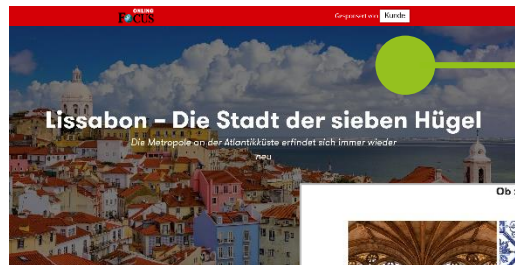 ONLINE
FOCUS
Gesponsert von Kunde
Lissabon – Die Stadt der sieben Hügel
Die Metropole an der Atlantikküste erfindet sich immer wieder
neu
Ob